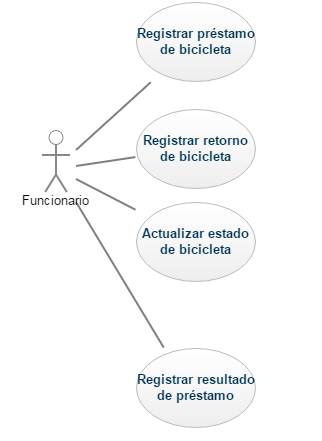 Registrar préstamo
de bicicleta
Registrar retorno
de bicicleta
Funcionario
Actualizar estado
de bicicleta
Registrar resultado
de préstamo